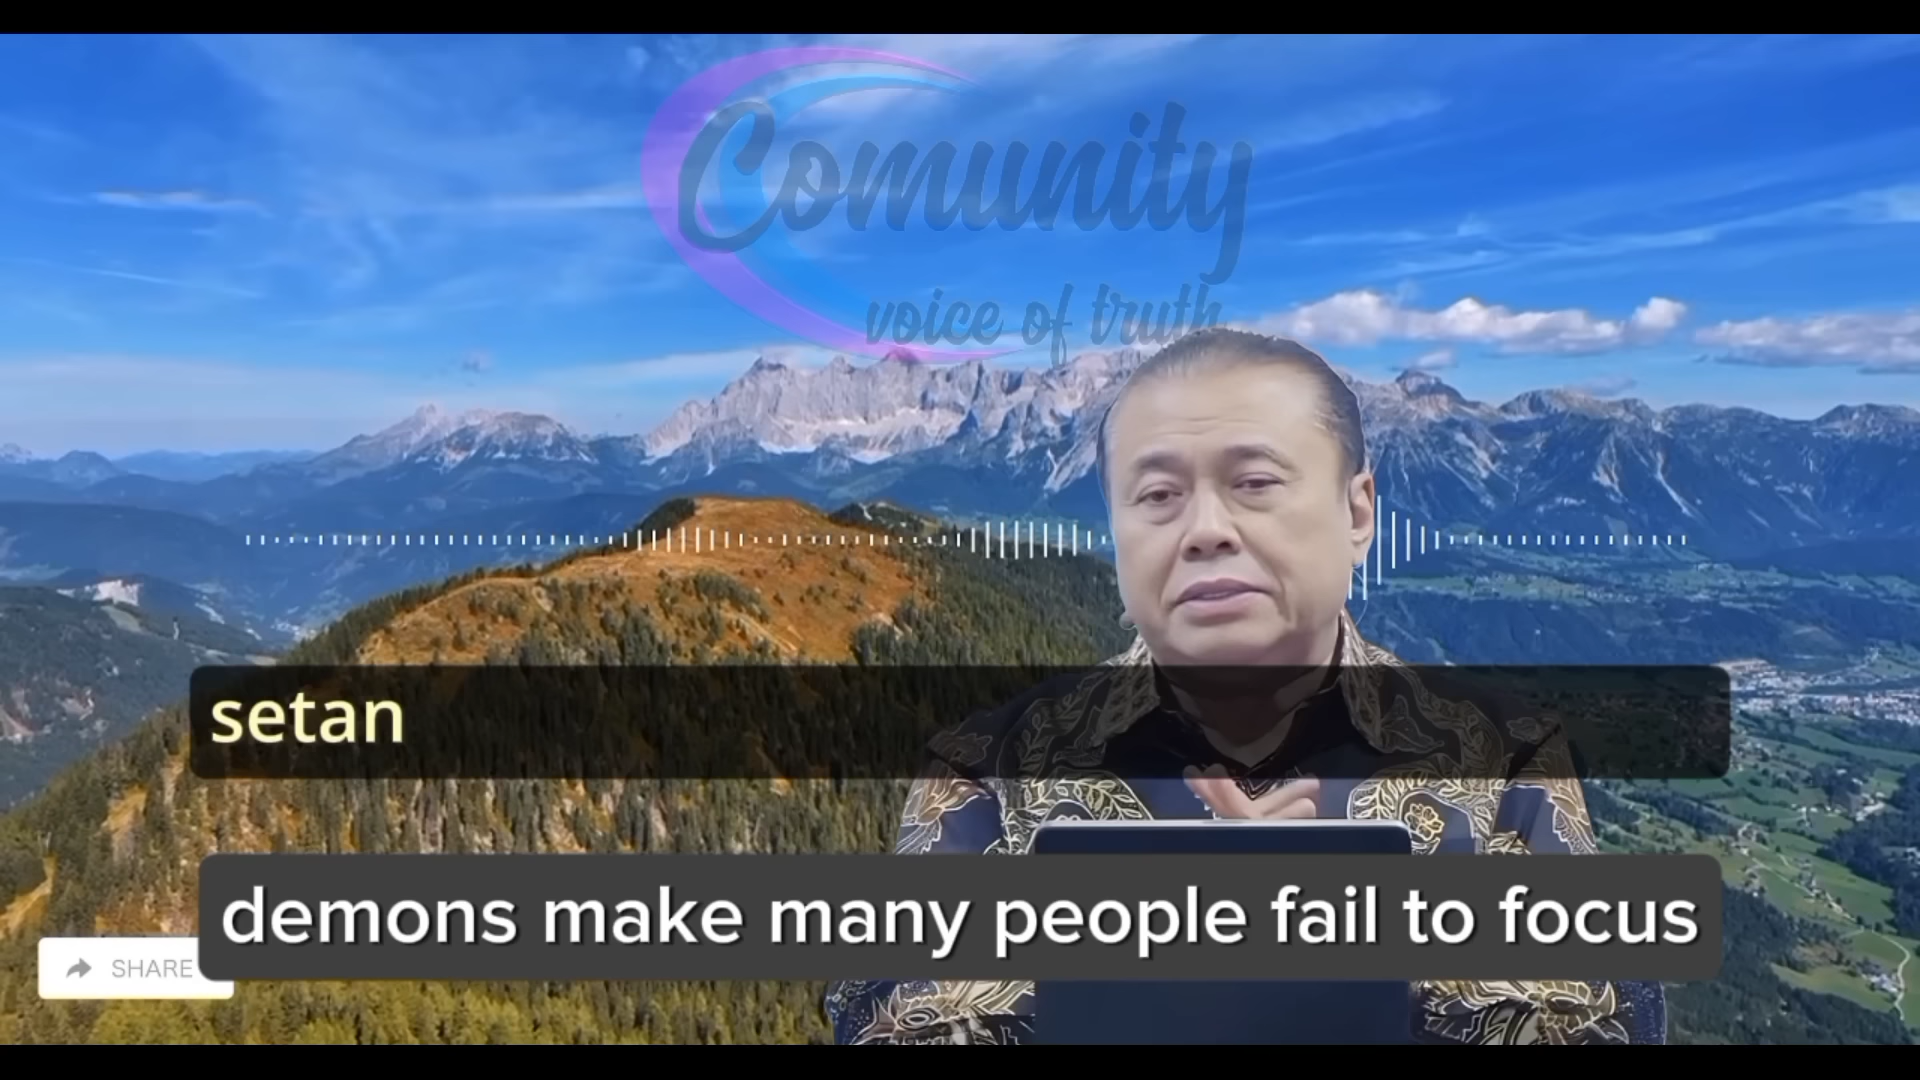 Comunity
voice of truth
setan
demons make many people fail to focus
SHARE